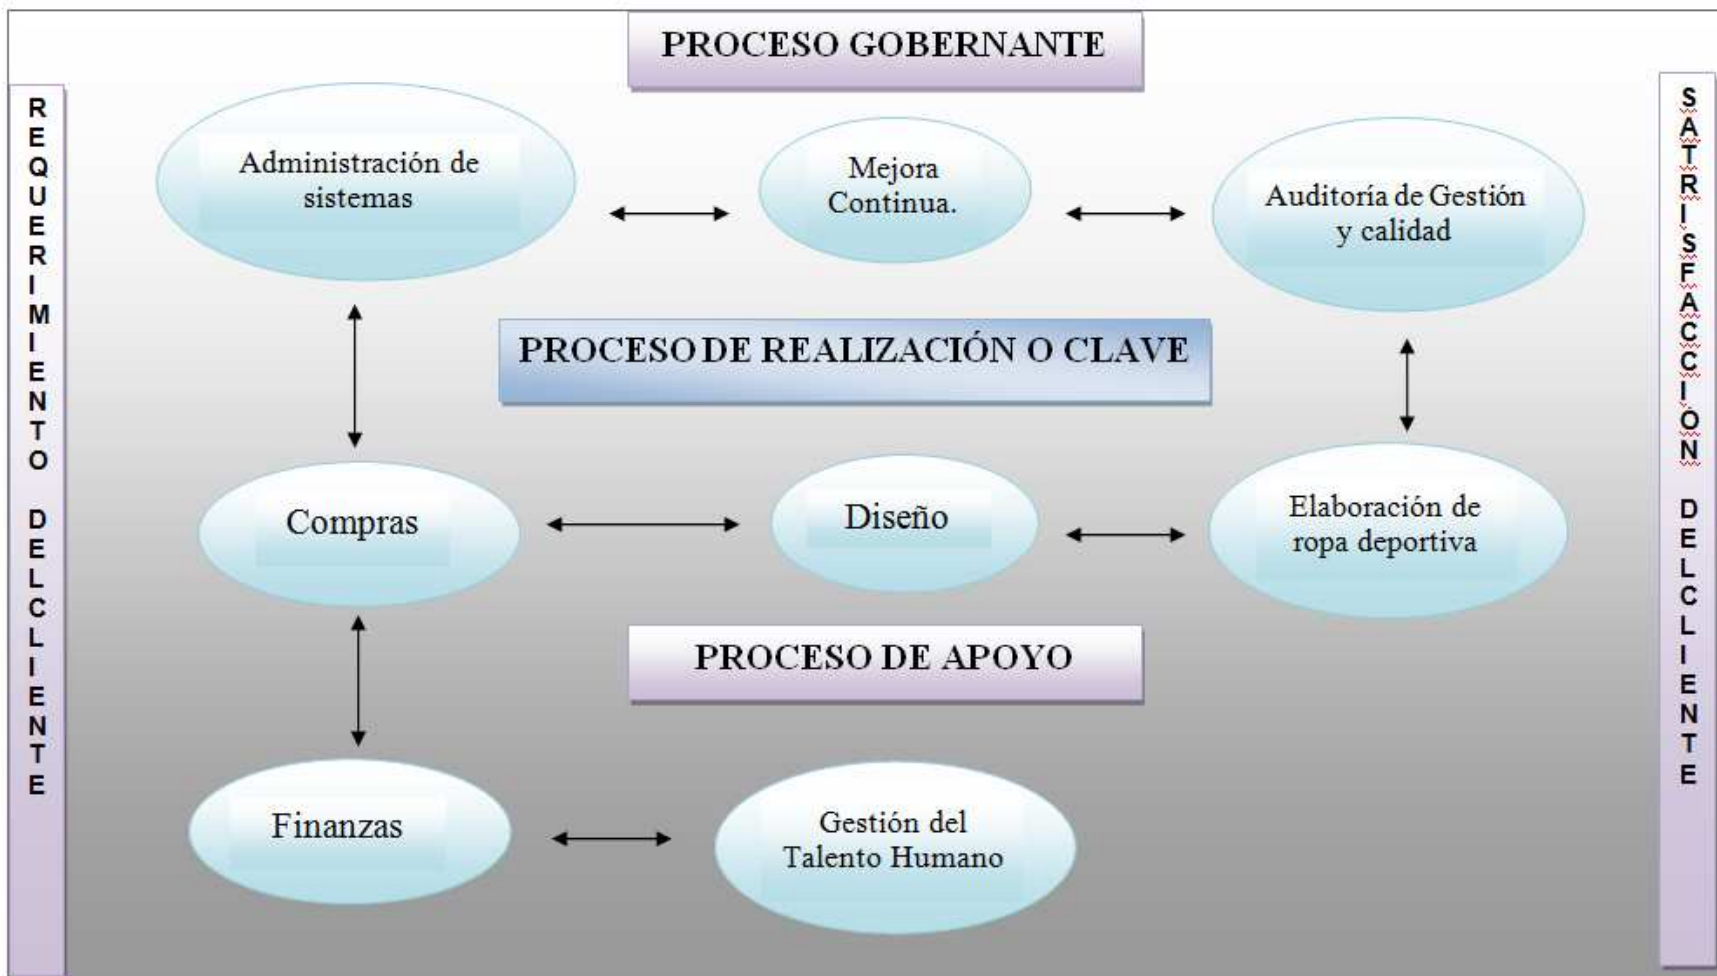 PROCESO GOBERNANTE
REQUERIMIENTO DEL CLIENTE
Administración de
sistemas
Mejora
Continua.
Auditoría de Gestión
y calidad
SATRISFACCIÓN DEL CLIENTE
PROCESO DE REALIZACIÓN O CLAVE
Compras
Diseño
Elaboración de
ropa deportiva
PROCESO DE APOYO
Finanzas
Gestión del
Talento Humano